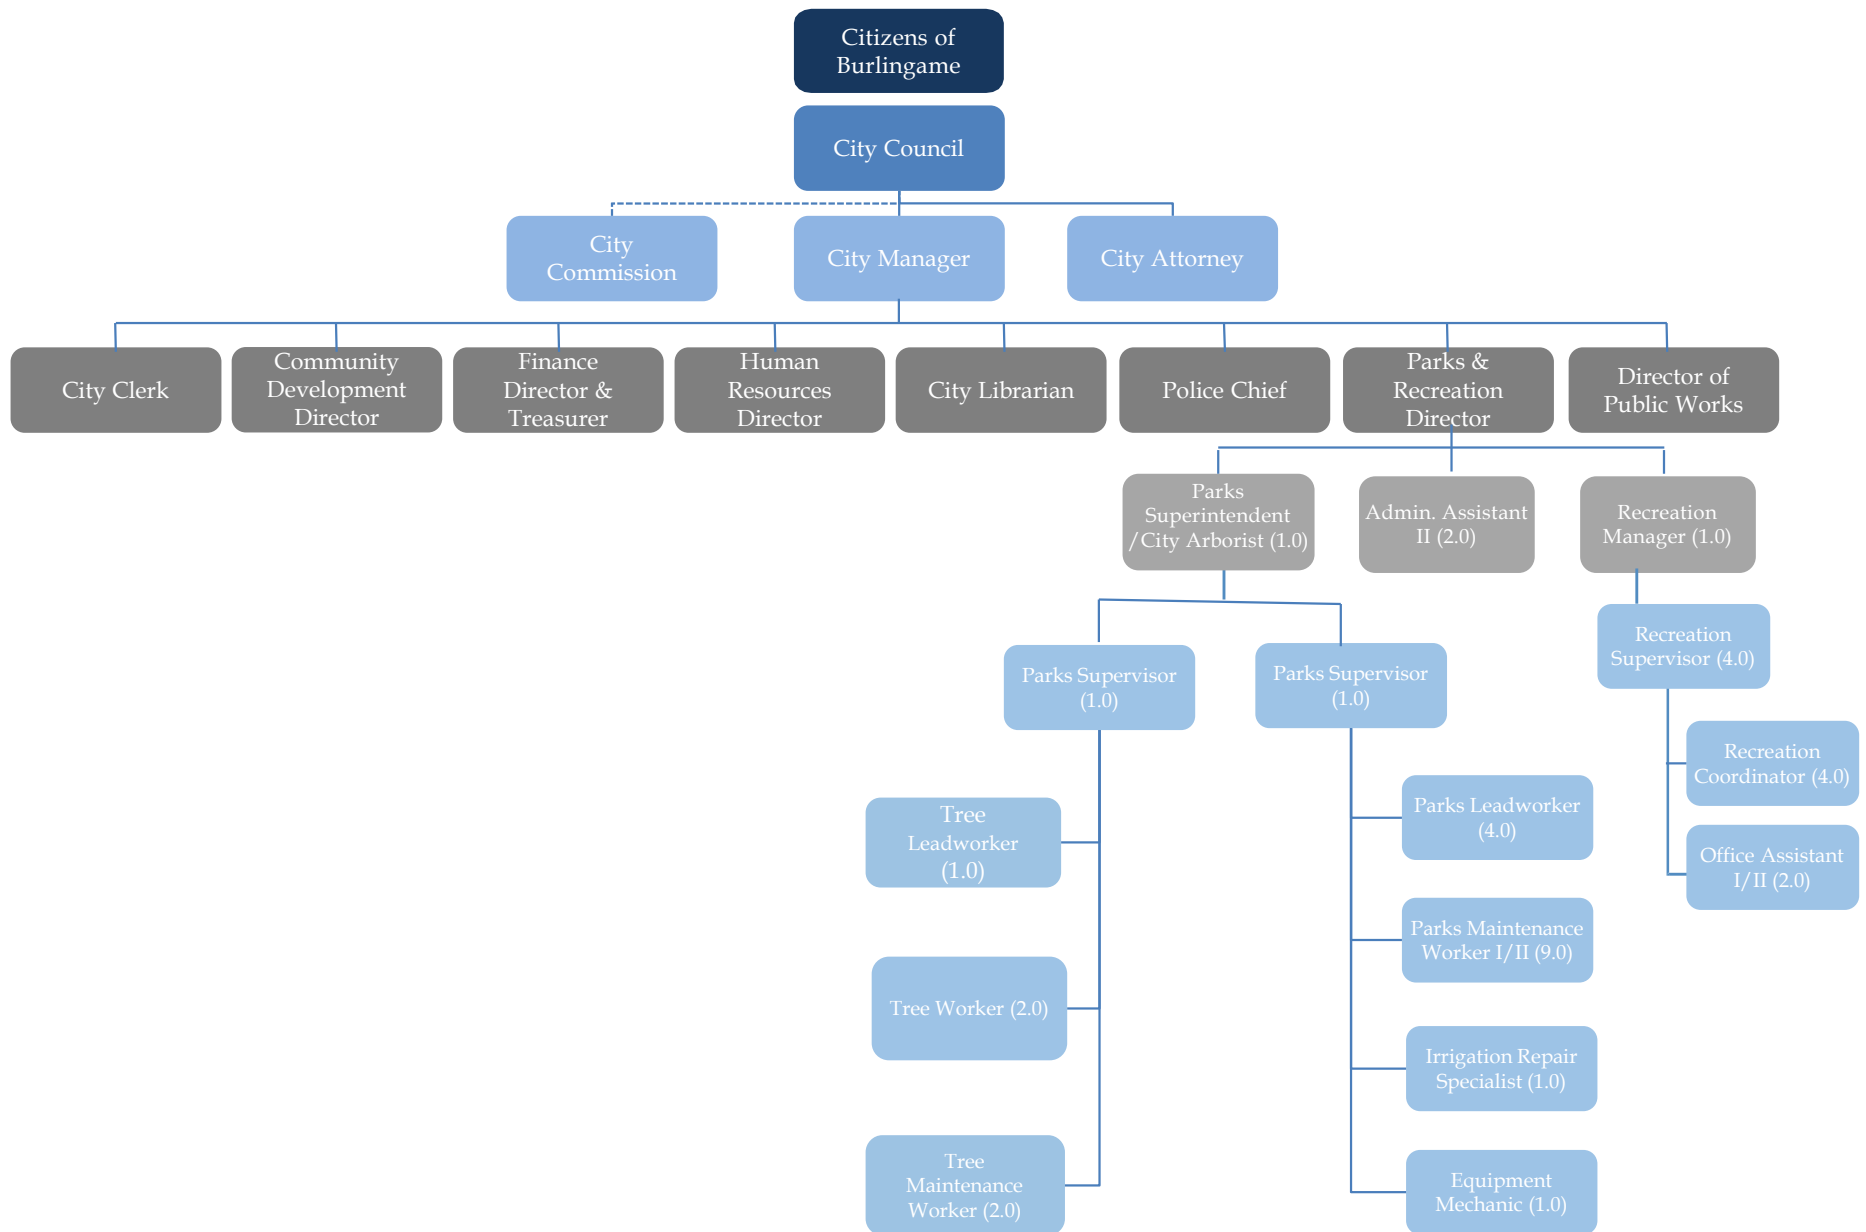 Citizens of
Burlingame
City Council
City
Commission
City Manager
City Attorney
City Clerk
Community
Development
Director
Finance
Director &
Treasurer
Human
Resources
Director
City Librarian
Police Chief
Parks &
Recreation
Director
Director of
Public Works
Parks
Superintendent
/City Arborist (1.0)
Admin. Assistant
II (2.0)
Recreation
Manager (1.0)
Parks Supervisor
(1.0)
Parks Supervisor
(1.0)
Recreation
Supervisor (4.0)
Recreation
Coordinator (4.0)
Office Assistant
I/II (2.0)
Tree
Leadworker
(1.0)
Tree Worker (2.0)
Tree
Maintenance
Worker (2.0)
Parks Leadworker
(4.0)
Parks Maintenance
Worker I/II (9.0)
Irrigation Repair
Specialist (1.0)
Equipment
Mechanic (1.0)